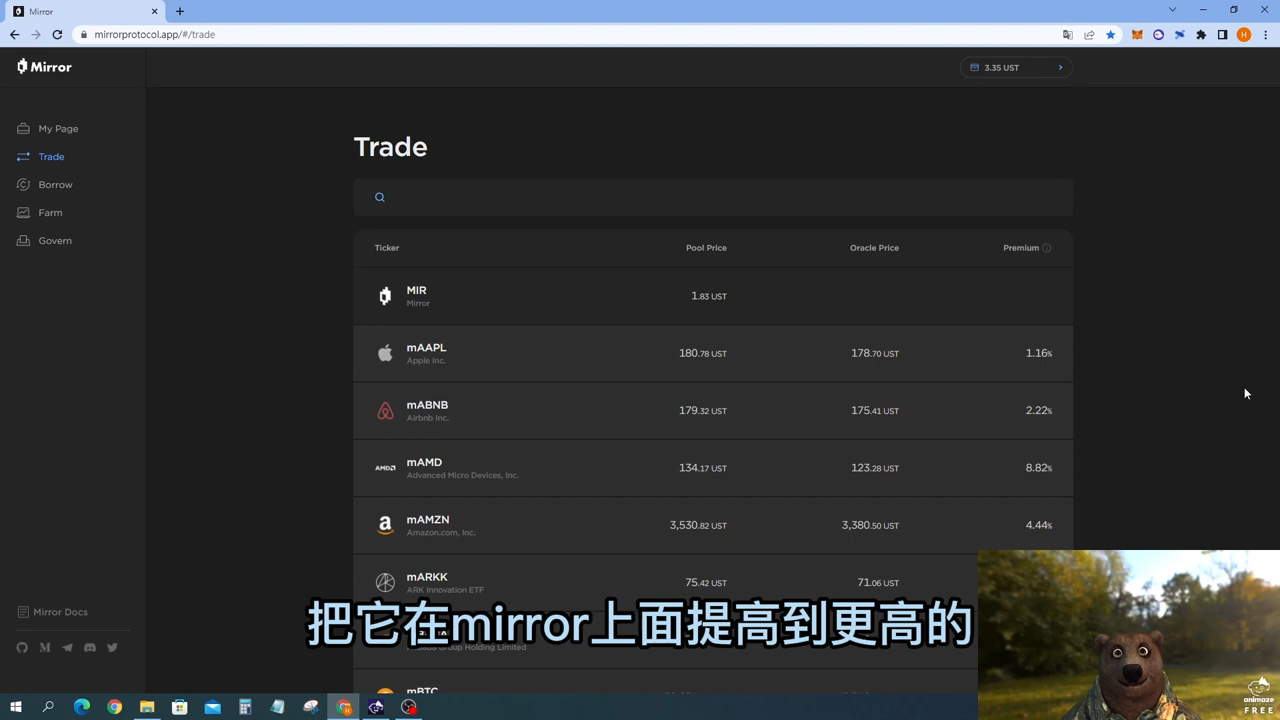 Mirror
mirrorprotocol.app/#/trade
H
Mirror
3.35 UST
My Page
Trade
Borrow
Farm
Govern
Trade
Ticker Pool Price Oracle Price Premium
MIR
Mirror
1.83 UST
mAAPL
Apple Inc.
180.78 UST 178.70 UST 1.16%
mABNB
Airbnb Inc.
179.32 UST 175.41 UST 2.22%
AMD
mAMD
Advanced Micro Devices, Inc.
134.17 UST 123.28 UST 8.82%
mAMZN
Amazon.com, Inc.
3,530.82 UST 3,380.50 UST 4.44%
mARKK
ARK Innovation ETF
75.42 UST 71.06 UST
把它在mirror上面提高到更高的
Group Holding Limited
mBTC
Mirror Docs
animaze
FREE